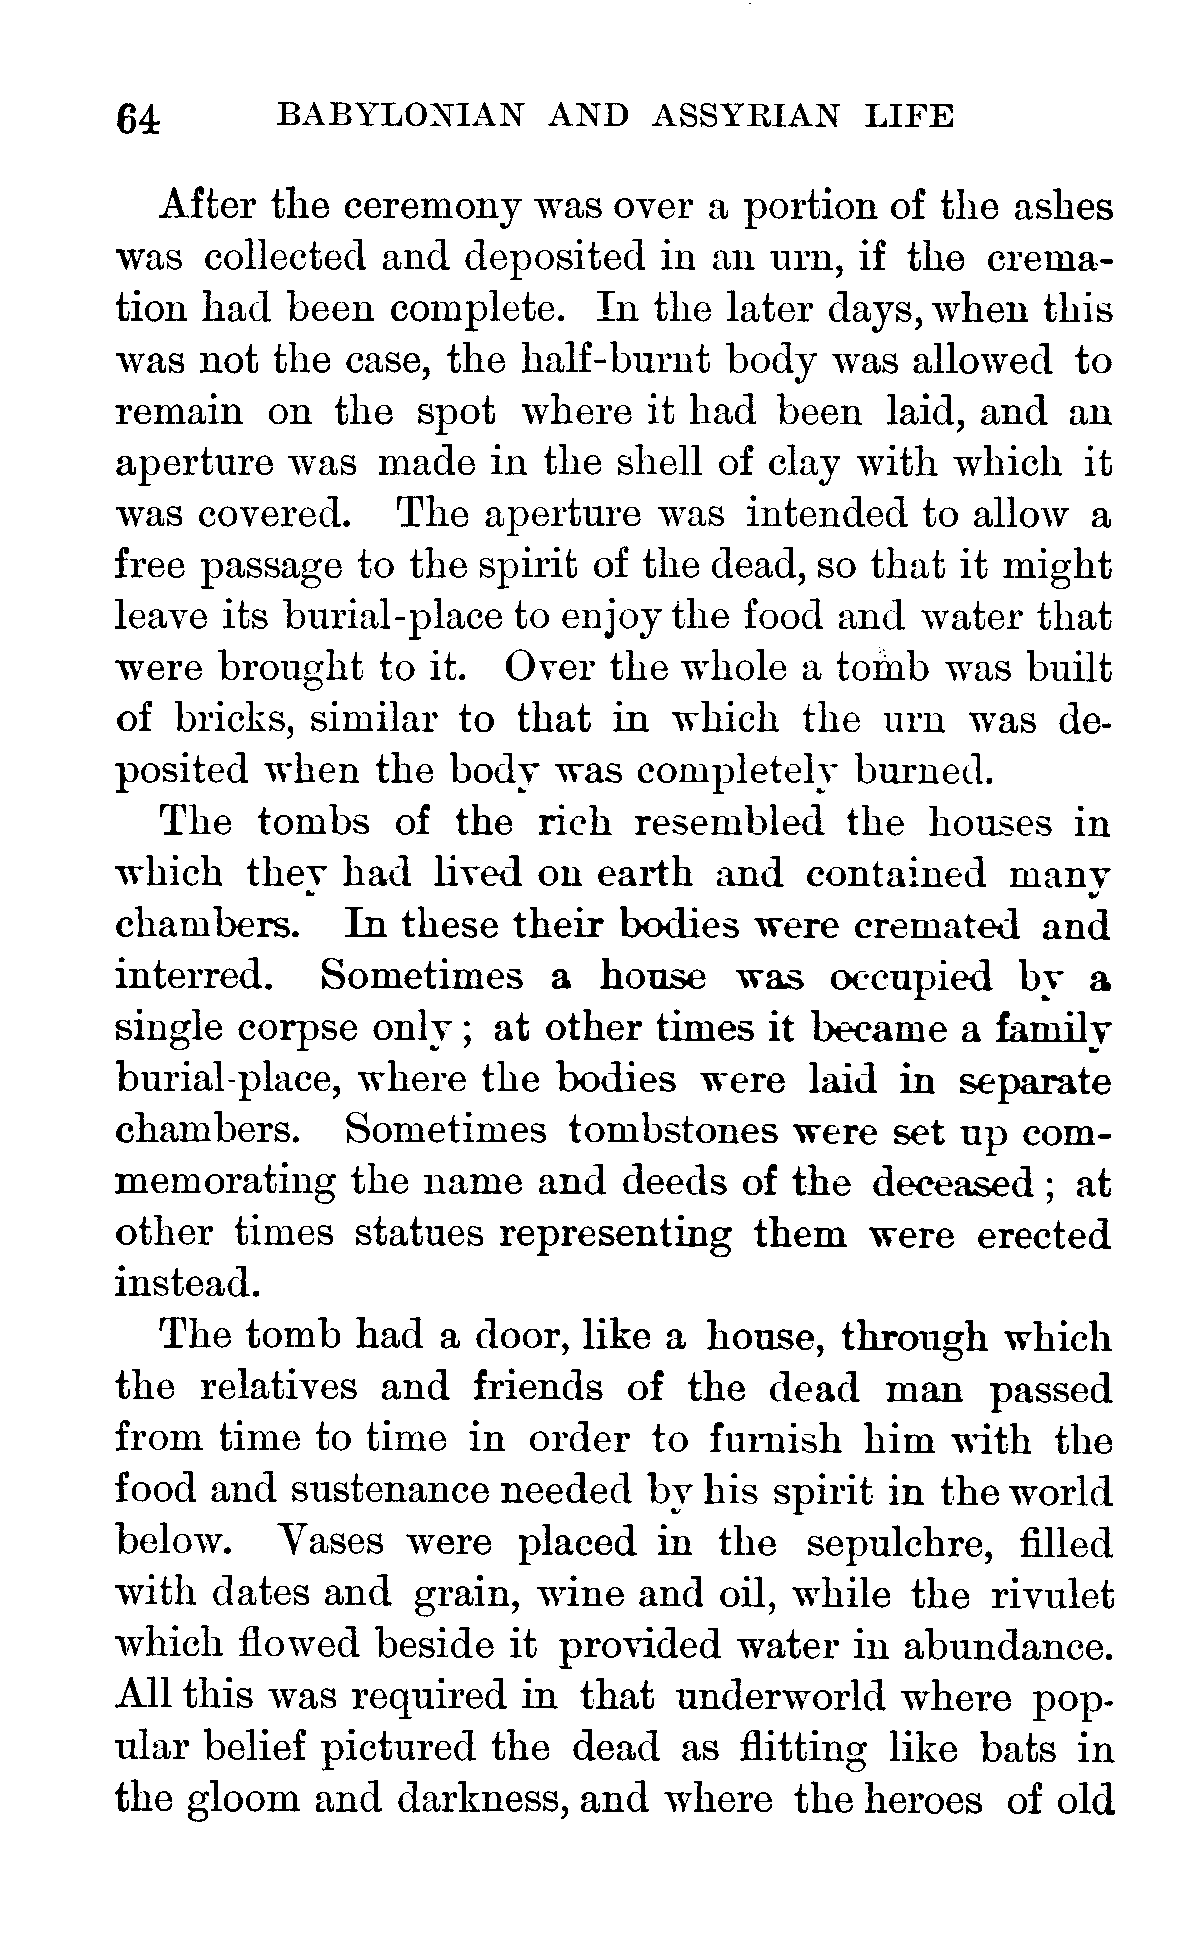 64 BABYLONIAN AND ASSYRIAN LIFE
After the ceremony was over a portion of the ashes
was collected and deposited in an urn, if the crema-
tion had been complete. In the later days, when this
was not the case, the half-burnt body was allowed to
remain on the spot where it had been laid, and an
aperture was made in the shell of clay with which it
was covered. The aperture was intended to allow a
free passage to the spirit of the dead, so that it might
leave its burial-place to enjoy the food and water that
were brought to it. Over the whole a tomb was built
of bricks, similar to that in which the urn was de-
posited when the body was completely burned.
The tombs of the rich resembled the houses in
which they had lived on earth and contained many
chambers. In these their bodies were cremated and
interred. Sometimes a house was occupied by a
single corpse only; at other times it became a family
burial-place, where the bodies were laid in separate
chambers. Sometimes tombstones were set up com-
memorating the name and deeds of the deceased; at
other times statues representing them were erected
instead.
The tomb had a door, like a house, through which
the relatives and friends of the dead man passed
from time to time in order to furnish him with the
food and sustenance needed by his spirit in the world
below. Vases were placed in the sepulchre, filled
with dates and grain, wine and oil, while the rivulet
which flowed beside it provided water in abundance.
All this was required in that underworld where pop-
ular belief pictured the dead as flitting like bats in
the gloom and darkness, and where the heroes of old